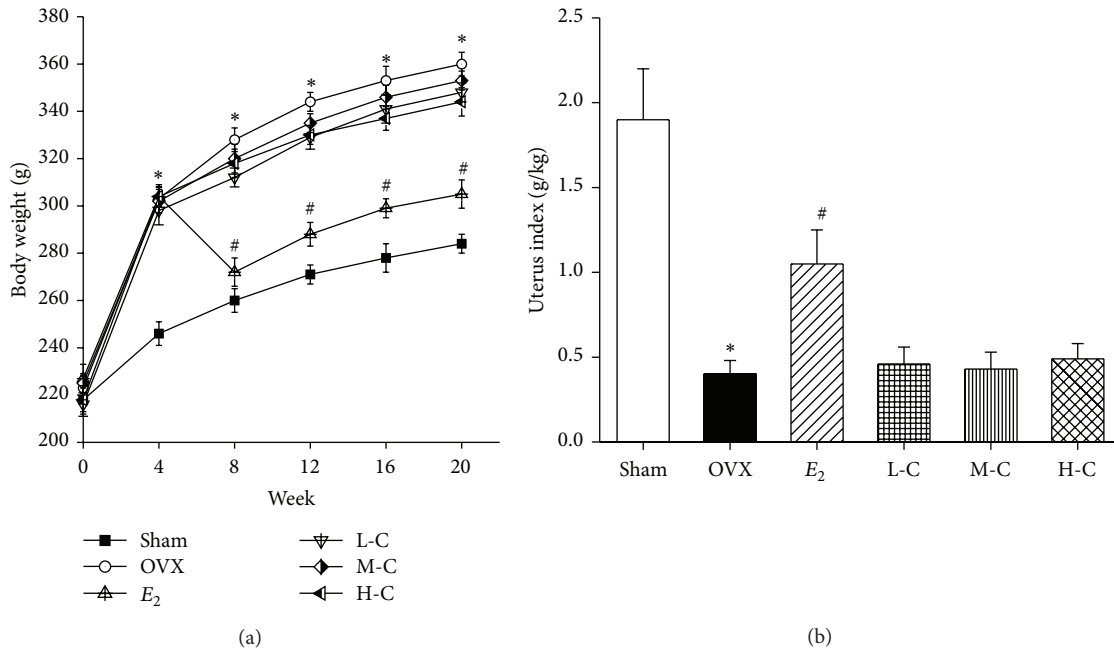 380
360
340
320
300
280
260
240
220
200
Body weight (g)
*
*
*
*
*
#
#
#
#
0
4
8
12
16
20
Week
Sham
OVX
E2
L-C
M-C
H-C
(a)
2.5
2.0
1.5
1.0
0.5
0.0
Uterus index (g/kg)
*
#
Sham
OVX
E2
L-C
M-C
H-C
(b)